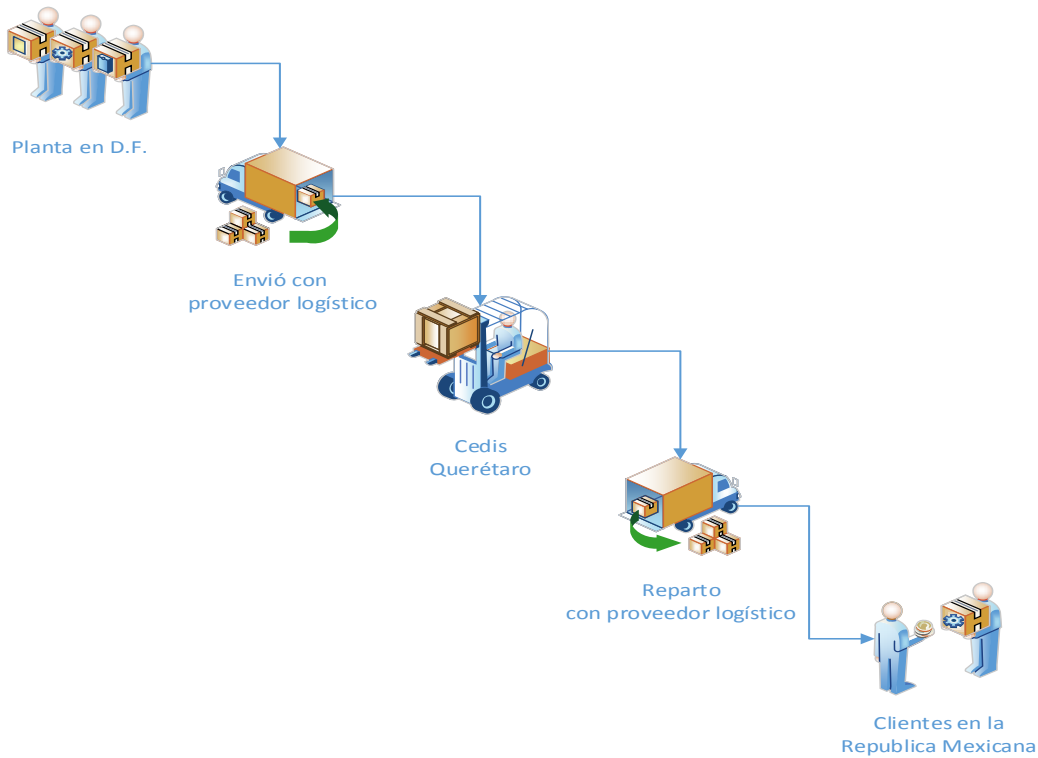 Planta en D.F.
Envió con
proveedor logístico
Cedis
Querétaro
Reparto
con proveedor logístico
Clientes en la
Republica Mexicana